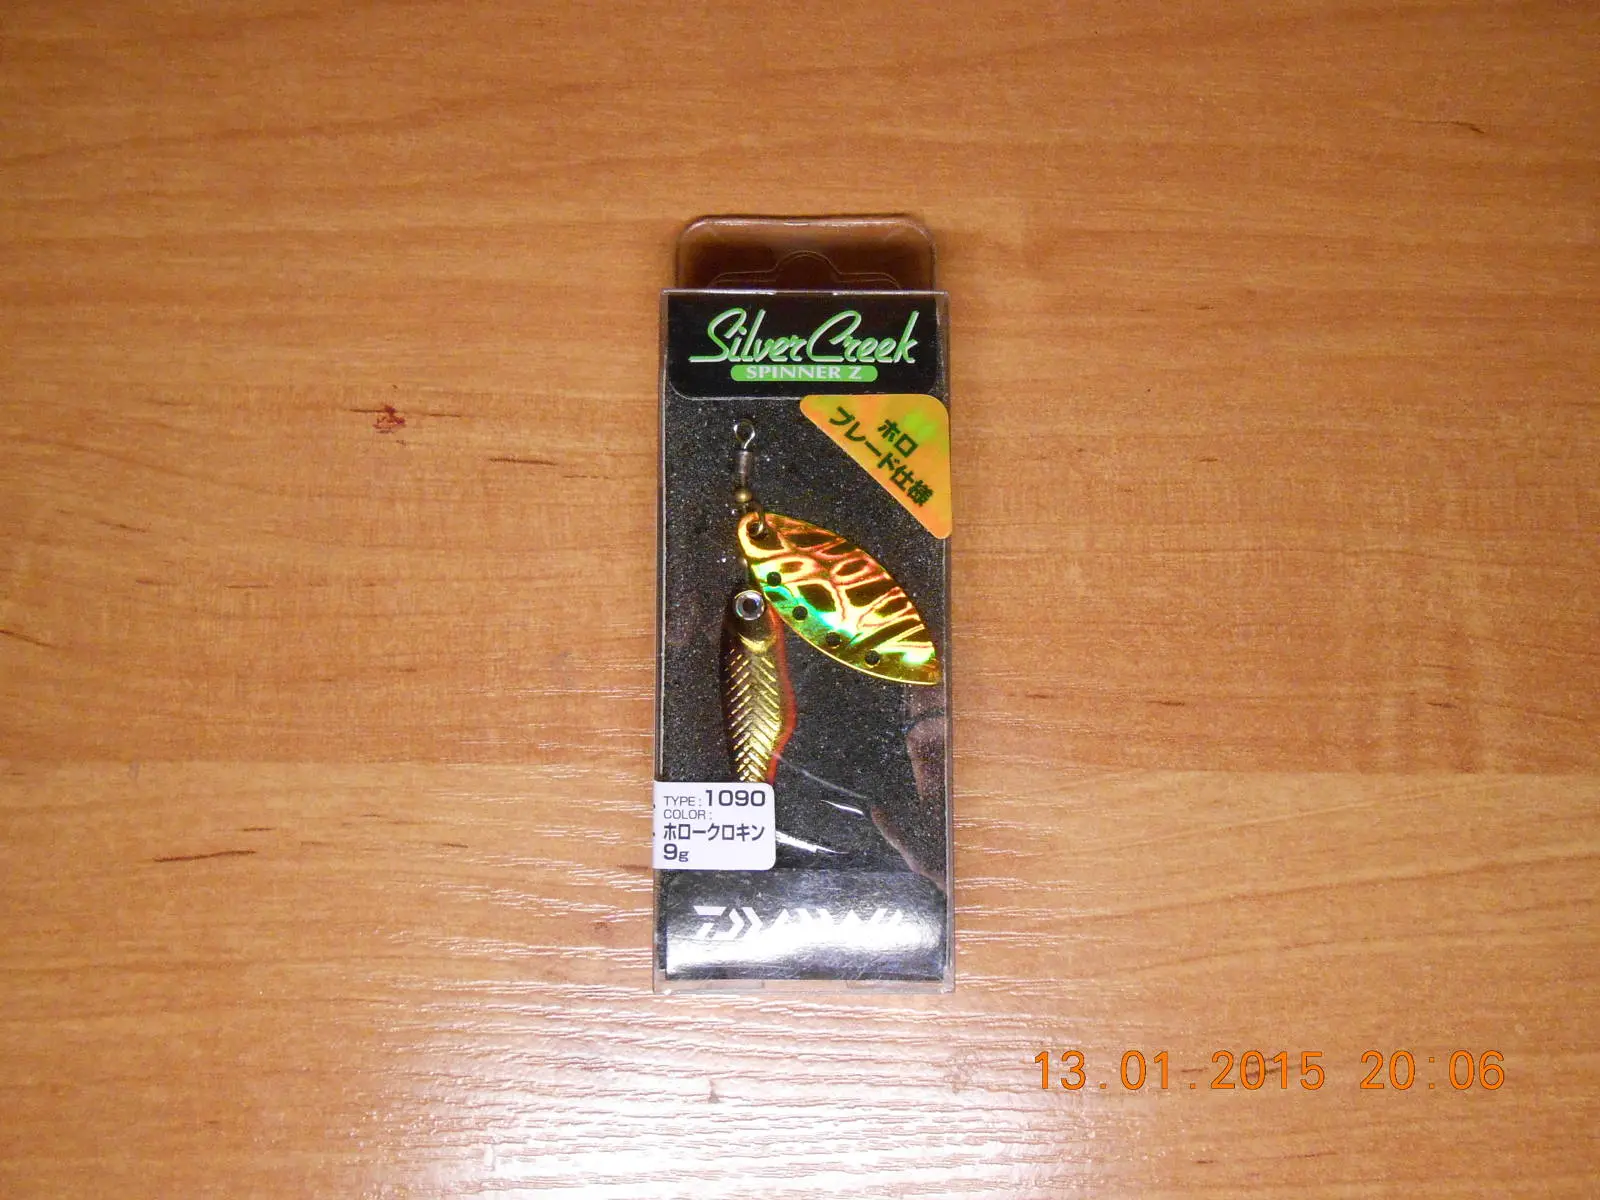 Silver Creek
SPINNER Z
ホロ
ブレード仕様
TYPE: 1090
COLOR:
ホロークロキン
9g
DAIWA
13.01.2015 20:06